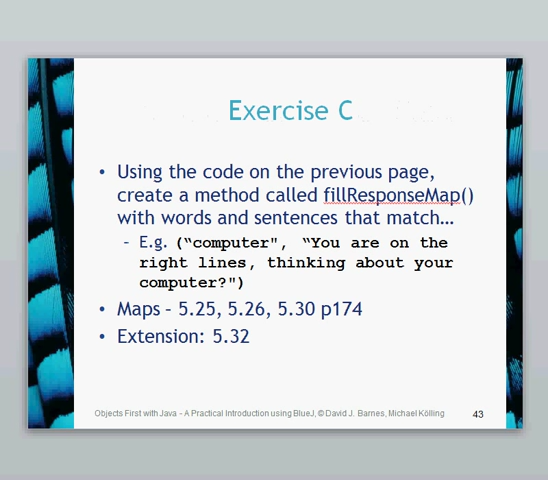 Exercise C
• Using the code on the previous page,
create a method called fillResponseMap()
with words and sentences that match…
– E.g. (“computer", “You are on the
right lines, thinking about your
computer?")
• Maps – 5.25, 5.26, 5.30 p174
• Extension: 5.32
Objects First with Java - A Practical Introduction using BlueJ, © David J. Barnes, Michael Kölling
43